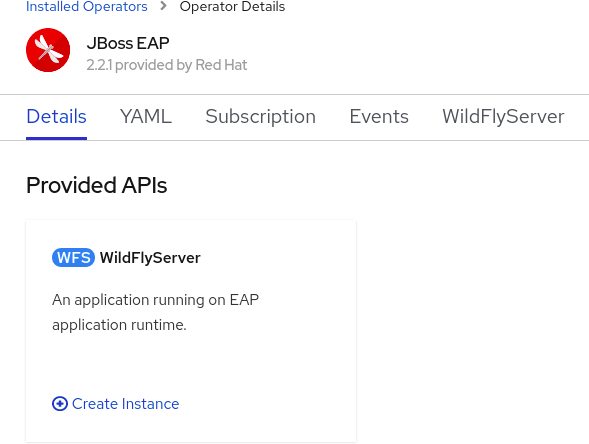 Installed Operators > Operator Details
JBoss EAP
2.2.1 provided by Red Hat
Details YAML Subscription Events WildFlyServer
Provided APIs
WFS WildFlyServer
An application running on EAP
application runtime.
Create Instance